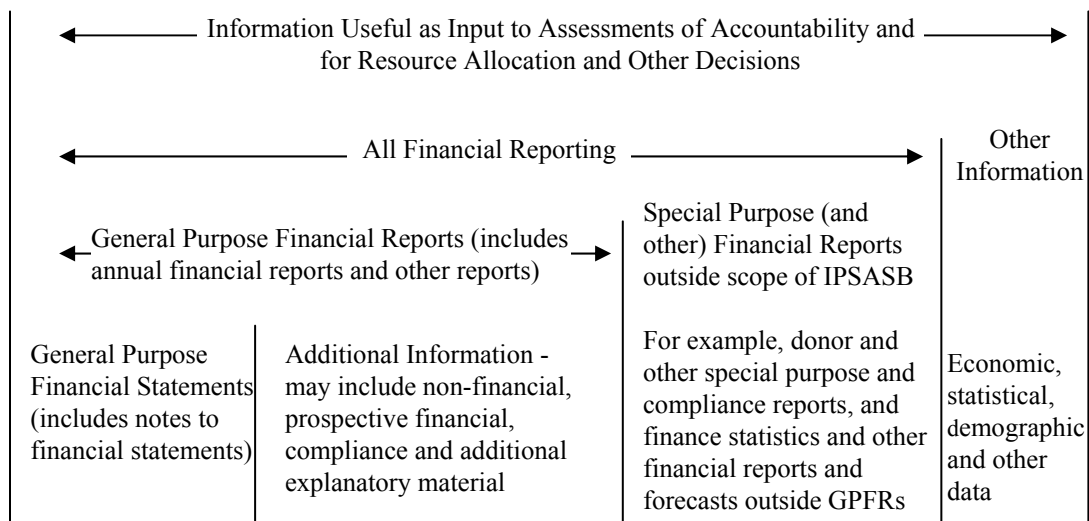 Information Useful as Input to Assessments of Accountability and
for Resource Allocation and Other Decisions
All Financial Reporting
Other
Information
General Purpose Financial Reports (includes
annual financial reports and other reports)
Special Purpose (and
other) Financial Reports
outside scope of IPSASB
General Purpose
Financial Statements
(includes notes to
financial statements)
Additional Information -
may include non-financial,
prospective financial,
compliance and additional
explanatory material
For example, donor and
other special purpose and
compliance reports, and
finance statistics and other
financial reports and
forecasts outside GPFRs
Economic,
statistical,
demographic
and other
data